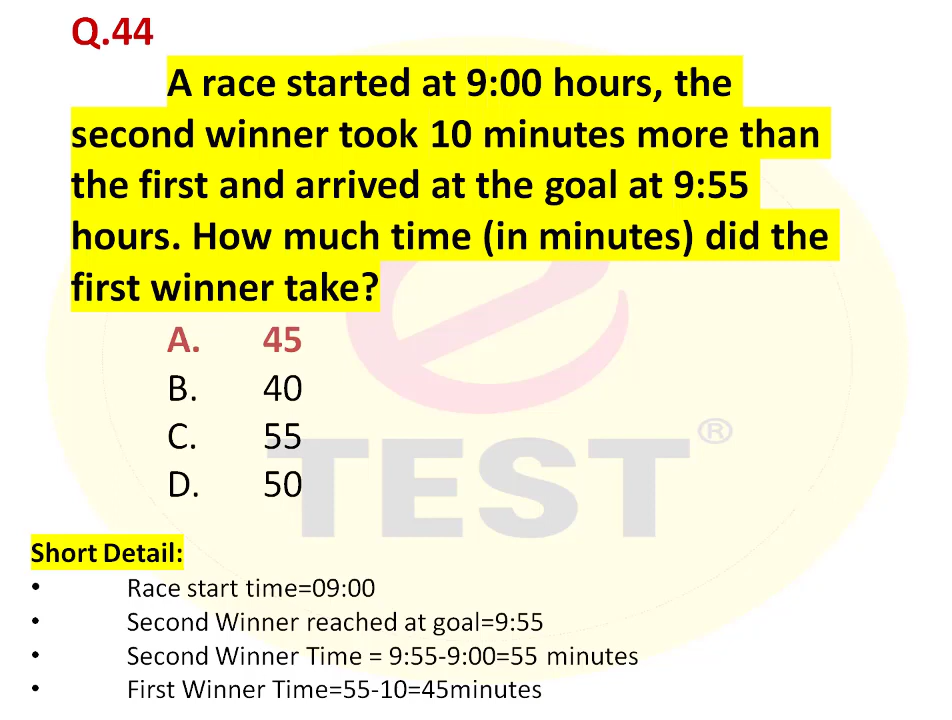 Q.44
A race started at 9:00 hours, the
second winner took 10 minutes more than
the first and arrived at the goal at 9:55
hours. How much time (in minutes) did the
first winner take?
A. 45
B. 40
C. 55
D. 50
e
TEST®
Short Detail:
• Race start time=09:00
• Second Winner reached at goal=9:55
• Second Winner Time = 9:55-9:00=55 minutes
• First Winner Time=55-10=45minutes